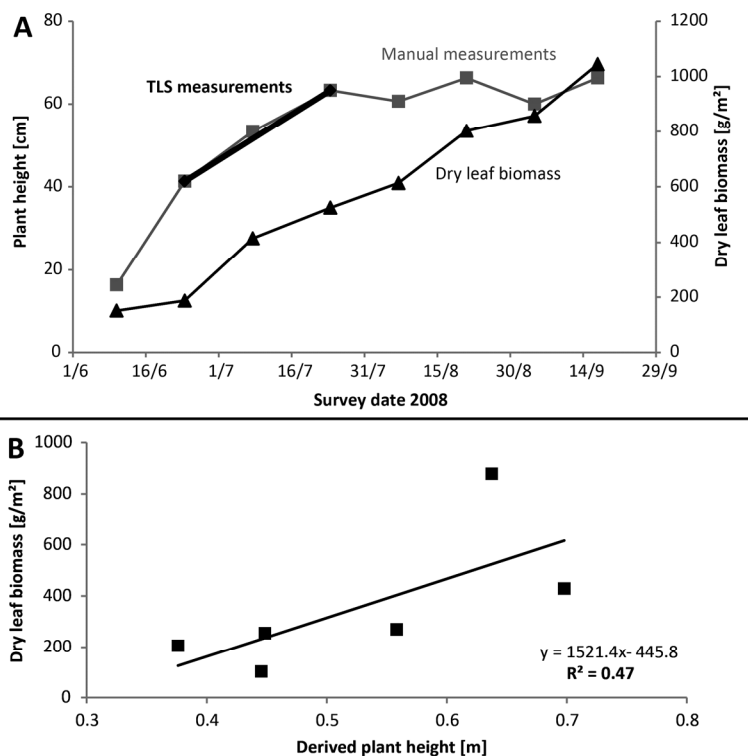 A
Plant height [cm]
80
60
40
20
0
Manual measurements
TLS measurements
Dry leaf biomass
1200
1000
800
600
400
200
0
Dry leaf biomass [g/m²]
1/6 16/6 1/7 16/7 31/7 15/8 30/8 14/9 29/9
Survey date 2008
B
Dry leaf biomass [g/m²]
1000
800
600
400
200
0
y = 1521.4x- 445.8
R² = 0.47
0.3 0.4 0.5 0.6 0.7 0.8
Derived plant height [m]